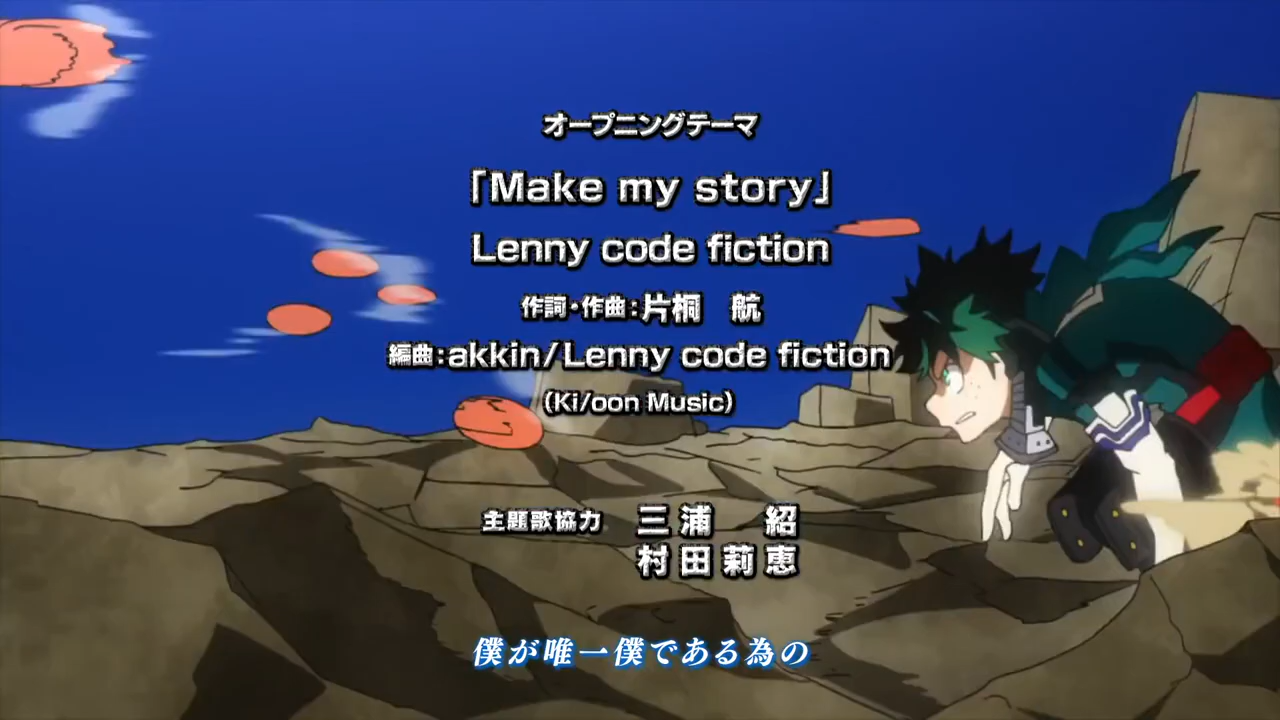 オープニングテーマ
「Make my story」
Lenny code fiction
作詞・作曲：片桐　航
編曲：akkin/Lenny code fiction
（Ki/oon Music）
主題歌協力　三浦　紹
村田莉恵
僕が唯一僕である為の